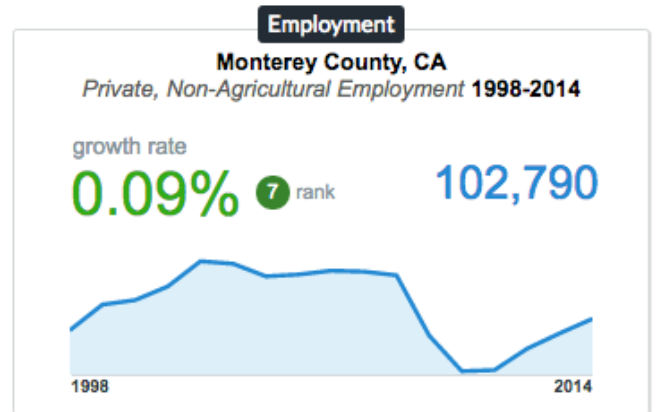 Employment
Monterey County, CA
Private, Non-Agricultural Employment 1998-2014
growth rate
0.09% 7 rank 102,790
1998 2014